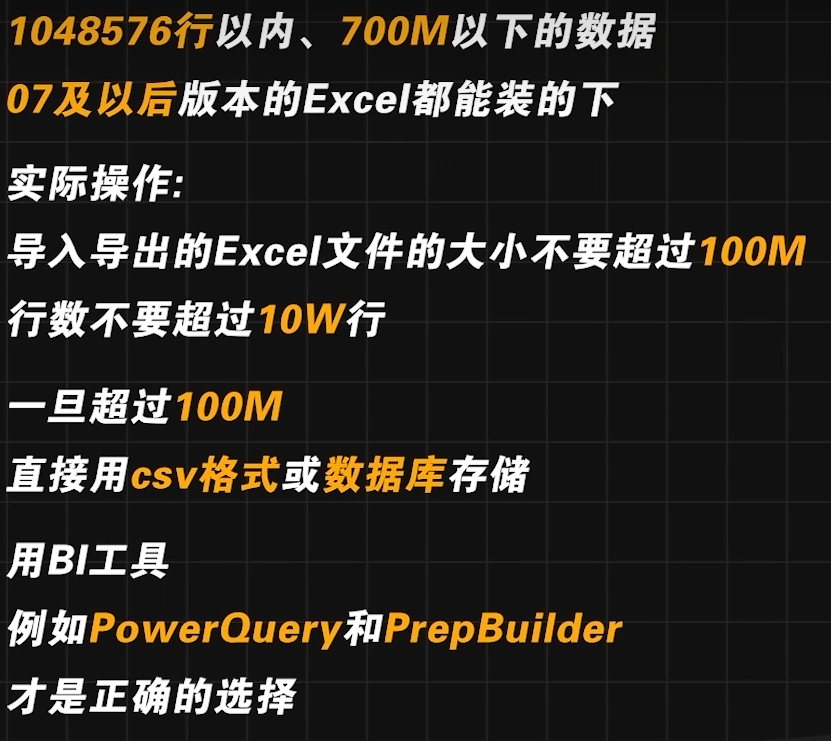 1048576行以内、700M以下的数据
07及以后版本的Excel都能装的下
实际操作:
导入导出的Excel文件的大小不要超过100M
行数不要超过10W行
一旦超过100M
直接用csv格式或数据库存储
用BI工具
例如PowerQuery和PrepBuilder
才是正确的选择